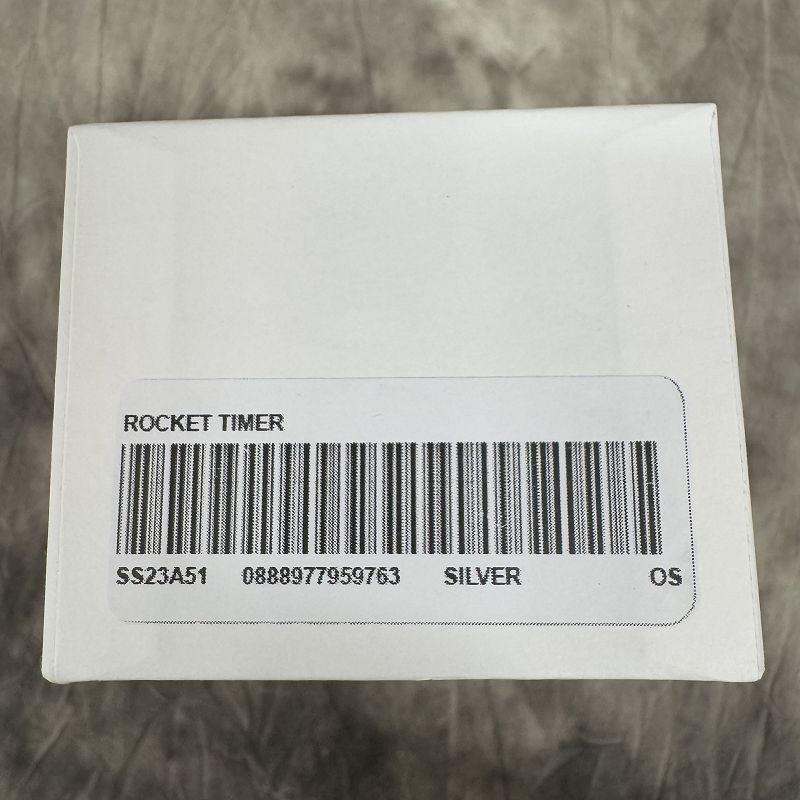 ROCKET TIMER
SS23A51 0888977959763 SILVER OS